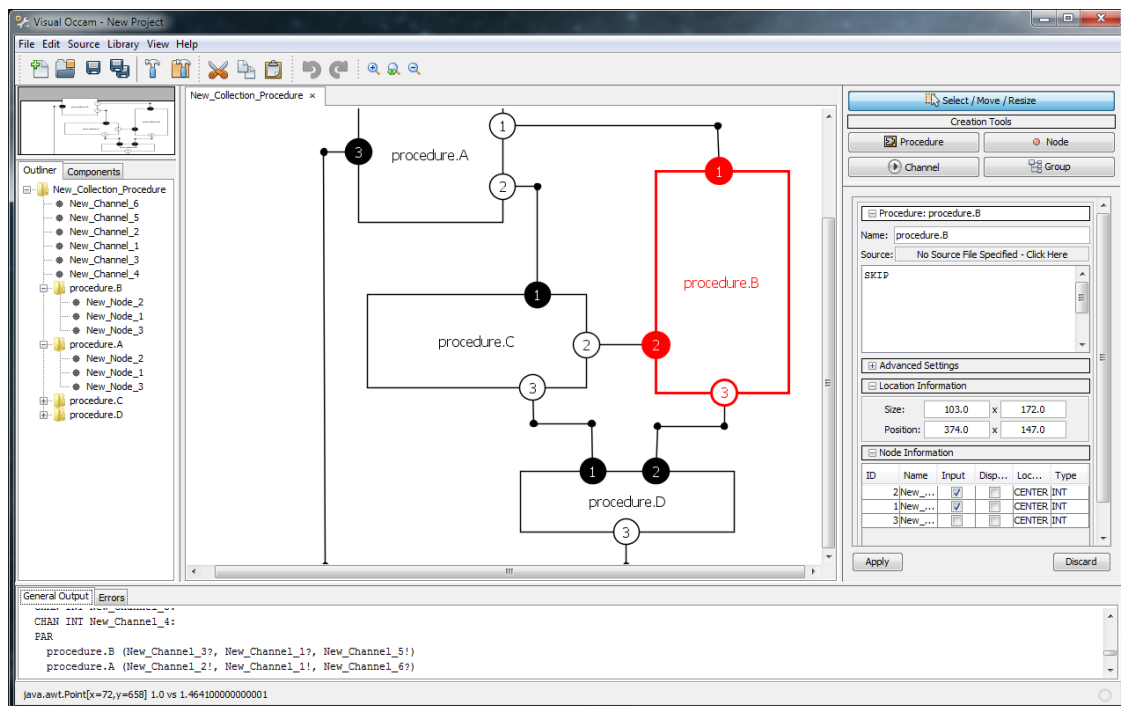 Visual Occam - New Project
File Edit Source Library View Help
New_Collection_Procedure ×
Select / Move / Resize
Creation Tools
Procedure
Node
Channel
Group
Outliner Components
New_Collection_Procedure
New_Channel_6
New_Channel_5
New_Channel_2
New_Channel_1
New_Channel_3
New_Channel_4
procedure.B
New_Node_2
New_Node_1
New_Node_3
procedure.A
New_Node_2
New_Node_1
New_Node_3
procedure.C
procedure.D
1
3
procedure.A
2
1
procedure.B
1
procedure.C
2
2
3
3
1
2
procedure.D
3
Procedure: procedure.B
Name: procedure.B
Source: No Source File Specified - Click Here
SKIP
Advanced Settings
Location Information
Size: 103.0 x 172.0
Position: 374.0 x 147.0
Node Information
ID Name Input Disp... Loc... Type
2 New_... CENTER INT
1 New_... CENTER INT
3 New_... CENTER INT
Apply Discard
General Output Errors
CHAN INT New_Channel_4:
PAR
procedure.B (New_Channel_3?, New_Channel_1?, New_Channel_5!)
procedure.A (New_Channel_2!, New_Channel_1!, New_Channel_6?)
java.awt.Point[x=72,y=658] 1.0 vs 1.464100000000001